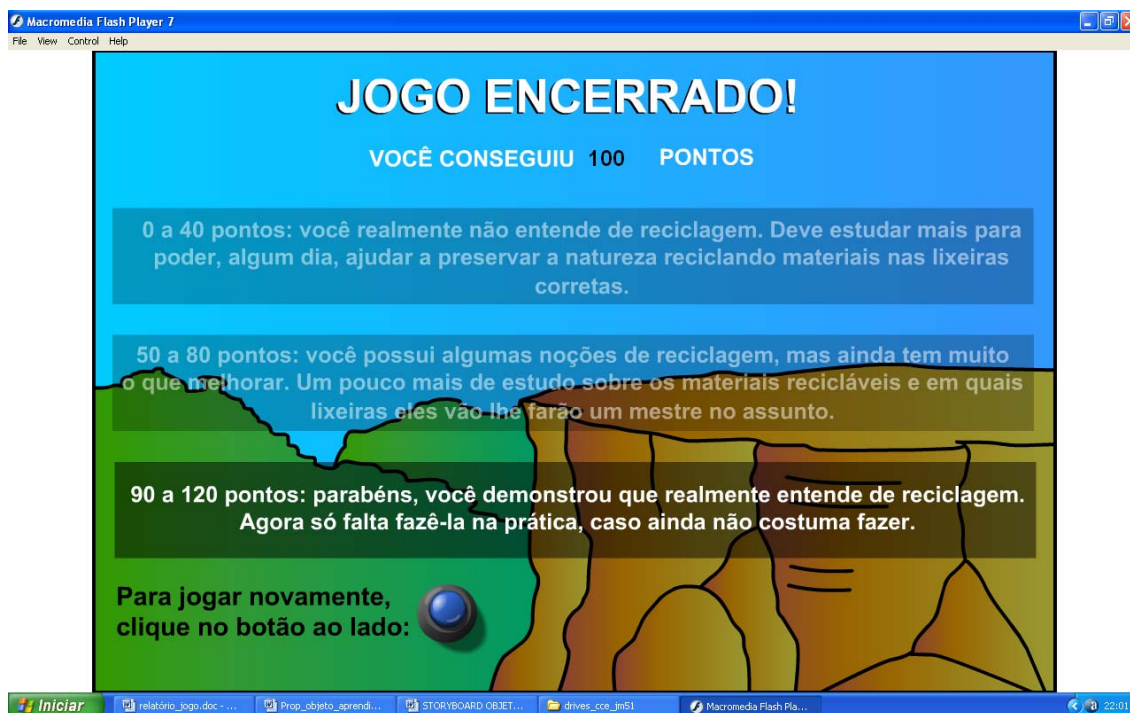 Macromedia Flash Player 7
File View Control Help
JOGO ENCERRADO!
VOCÊ CONSEGUIU 100 PONTOS
0 a 40 pontos: você realmente não entende de reciclagem. Deve estudar mais para
poder, algum dia, ajudar a preservar a natureza reciclando materiais nas lixeiras
corretas.
50 a 80 pontos: você possui algumas noções de reciclagem, mas ainda tem muito
o que melhorar. Um pouco mais de estudo sobre os materiais recicláveis e em quais
lixeiras eles vão lhe farão um mestre no assunto.
90 a 120 pontos: parabéns, você demonstrou que realmente entende de reciclagem.
Agora só falta fazê-la na prática, caso ainda não costuma fazer.
Para jogar novamente,
clique no botão ao lado:
Iniciar relatório_jogo.doc - ... Prop_objeto_aprendi... STORYBOARD OBJET... drives_cce_jm51 Macromedia Flash Pla... 22:01